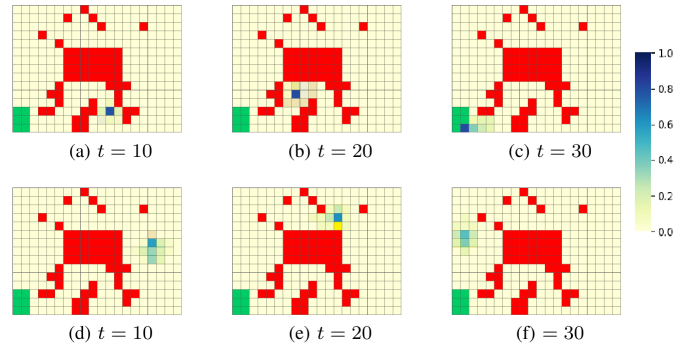 1.0
0.8
0.6
0.4
0.2
0.0
(a) t = 10
(b) t = 20
(c) t = 30
(d) t = 10
(e) t = 20
(f) = 30